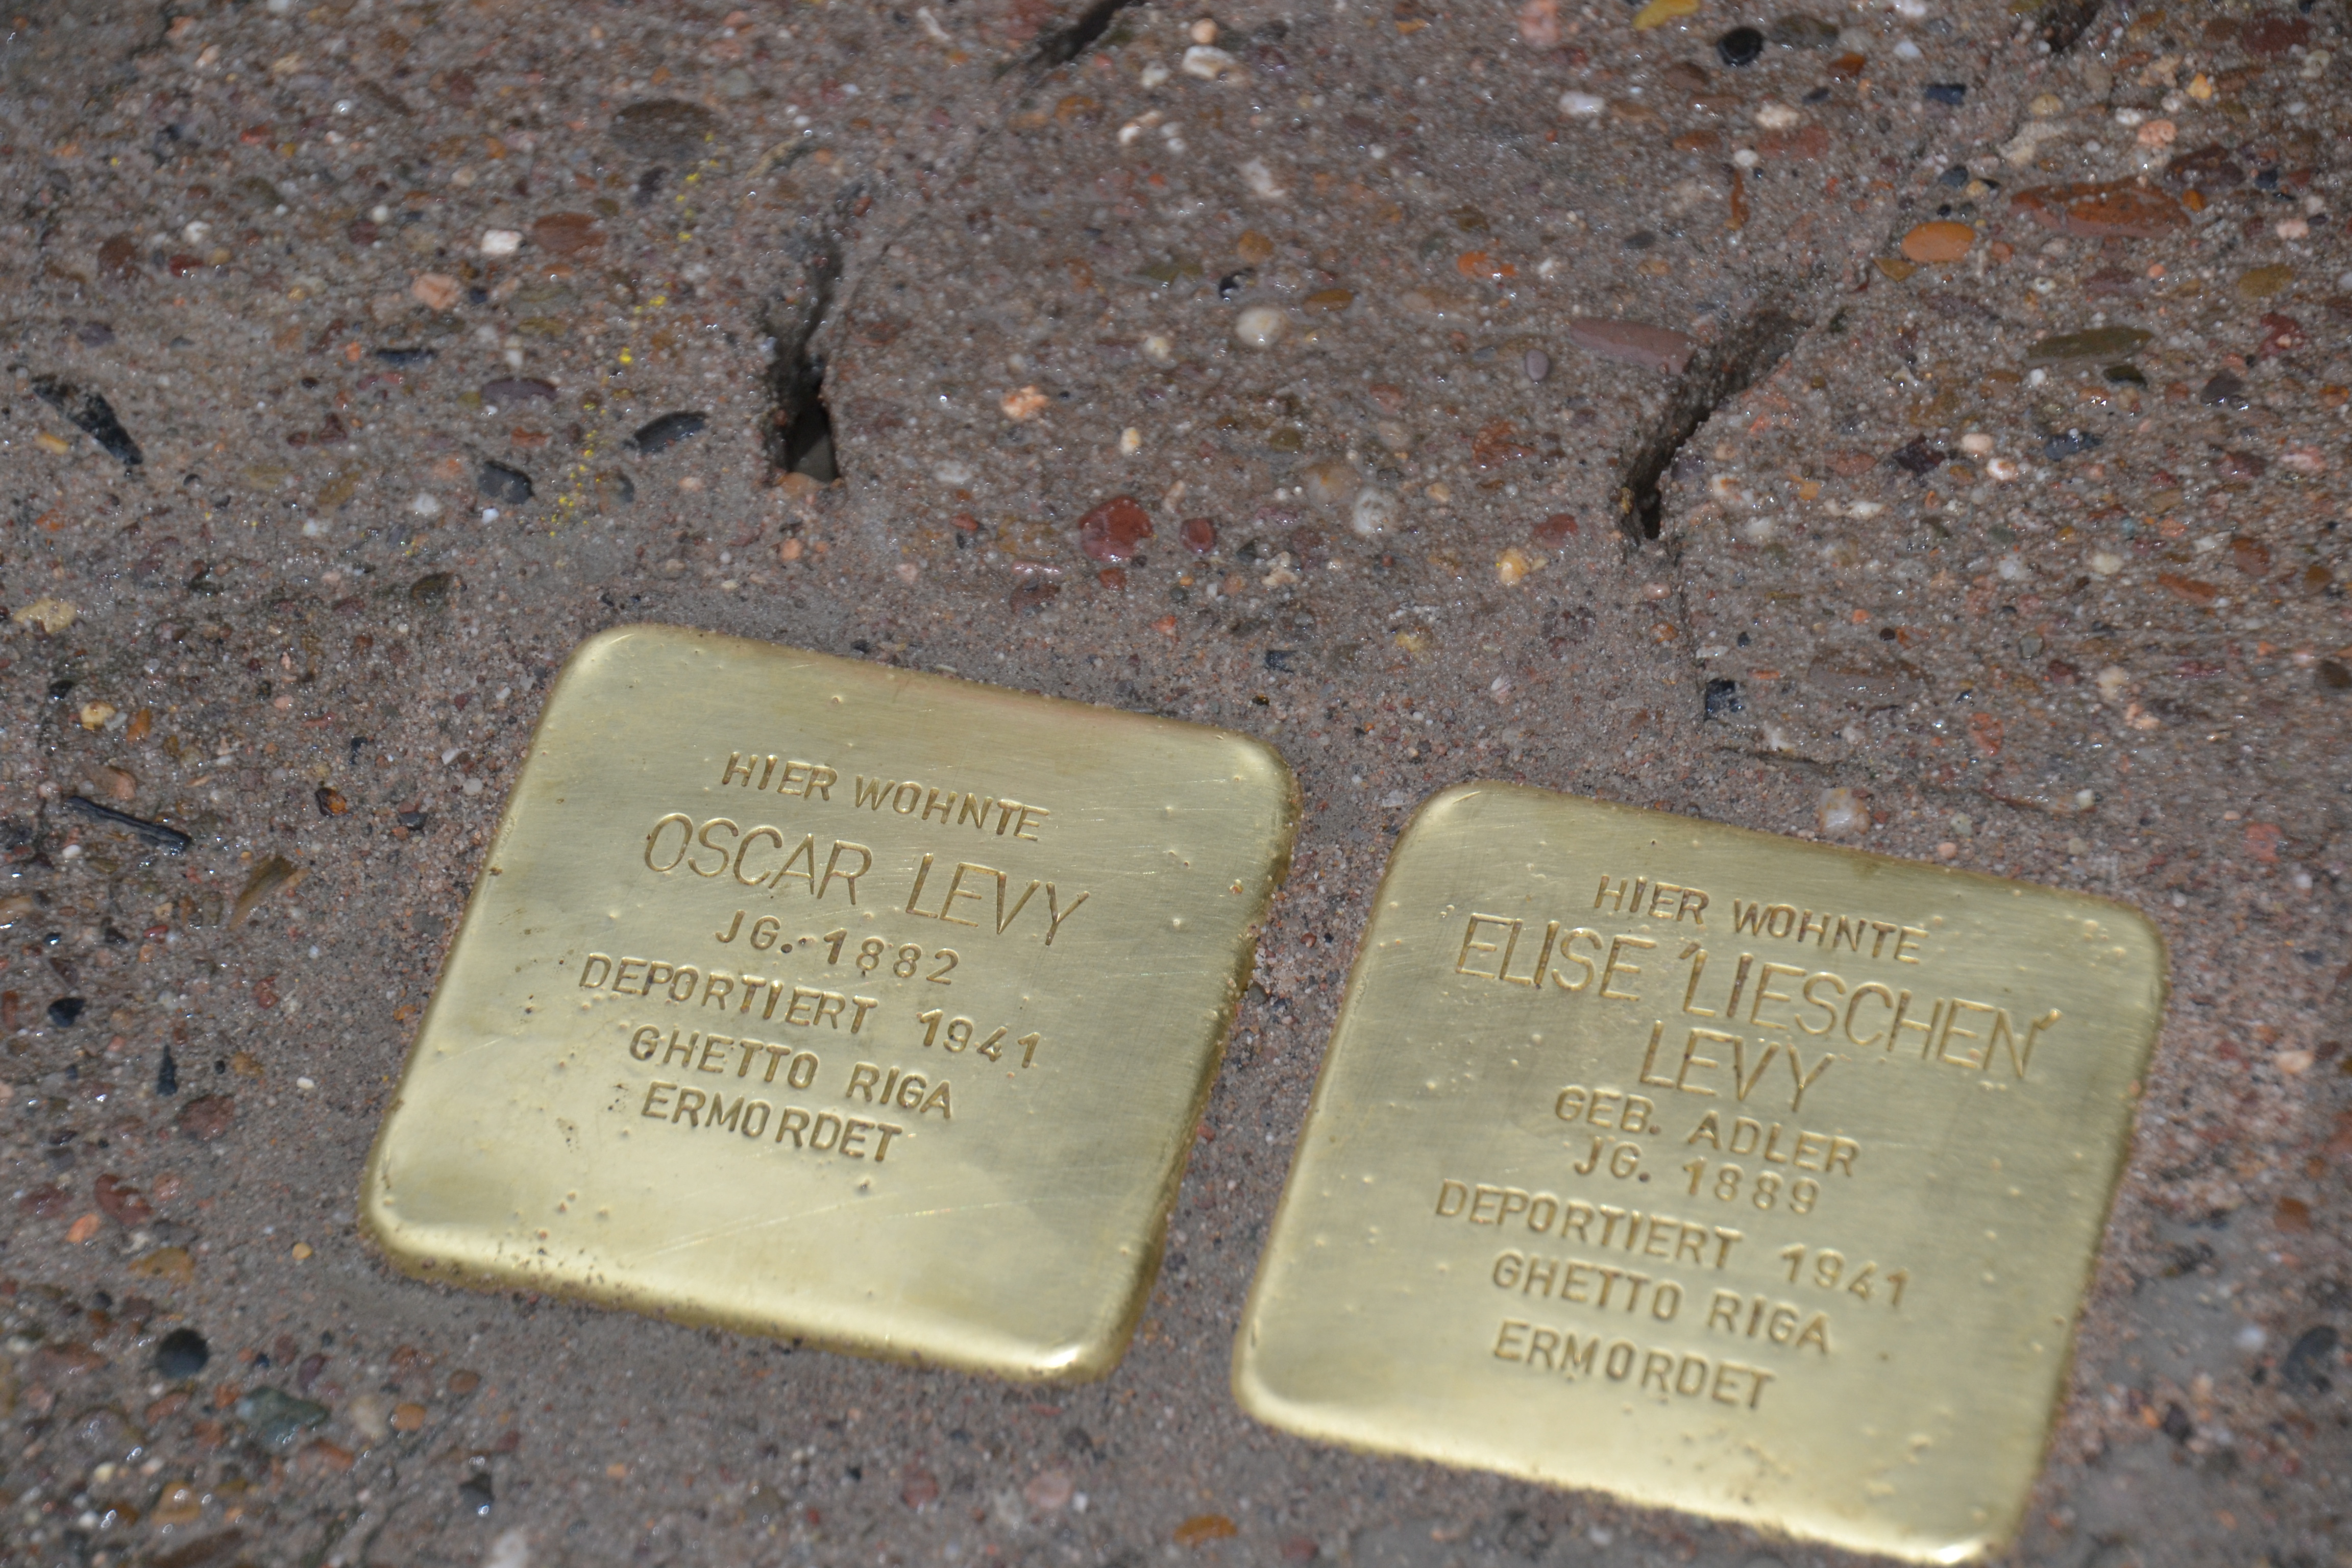 HIER WOHNTE
OSCAR LEVY
JG. 1882
DEPORTIERT 1941
GHETTO RIGA
ERMORDET
HIER WOHNTE
ELISE 'LIESCHEN'
LEVY
GEB. ADLER
JG. 1889
DEPORTIERT 1941
GHETTO RIGA
ERMORDET